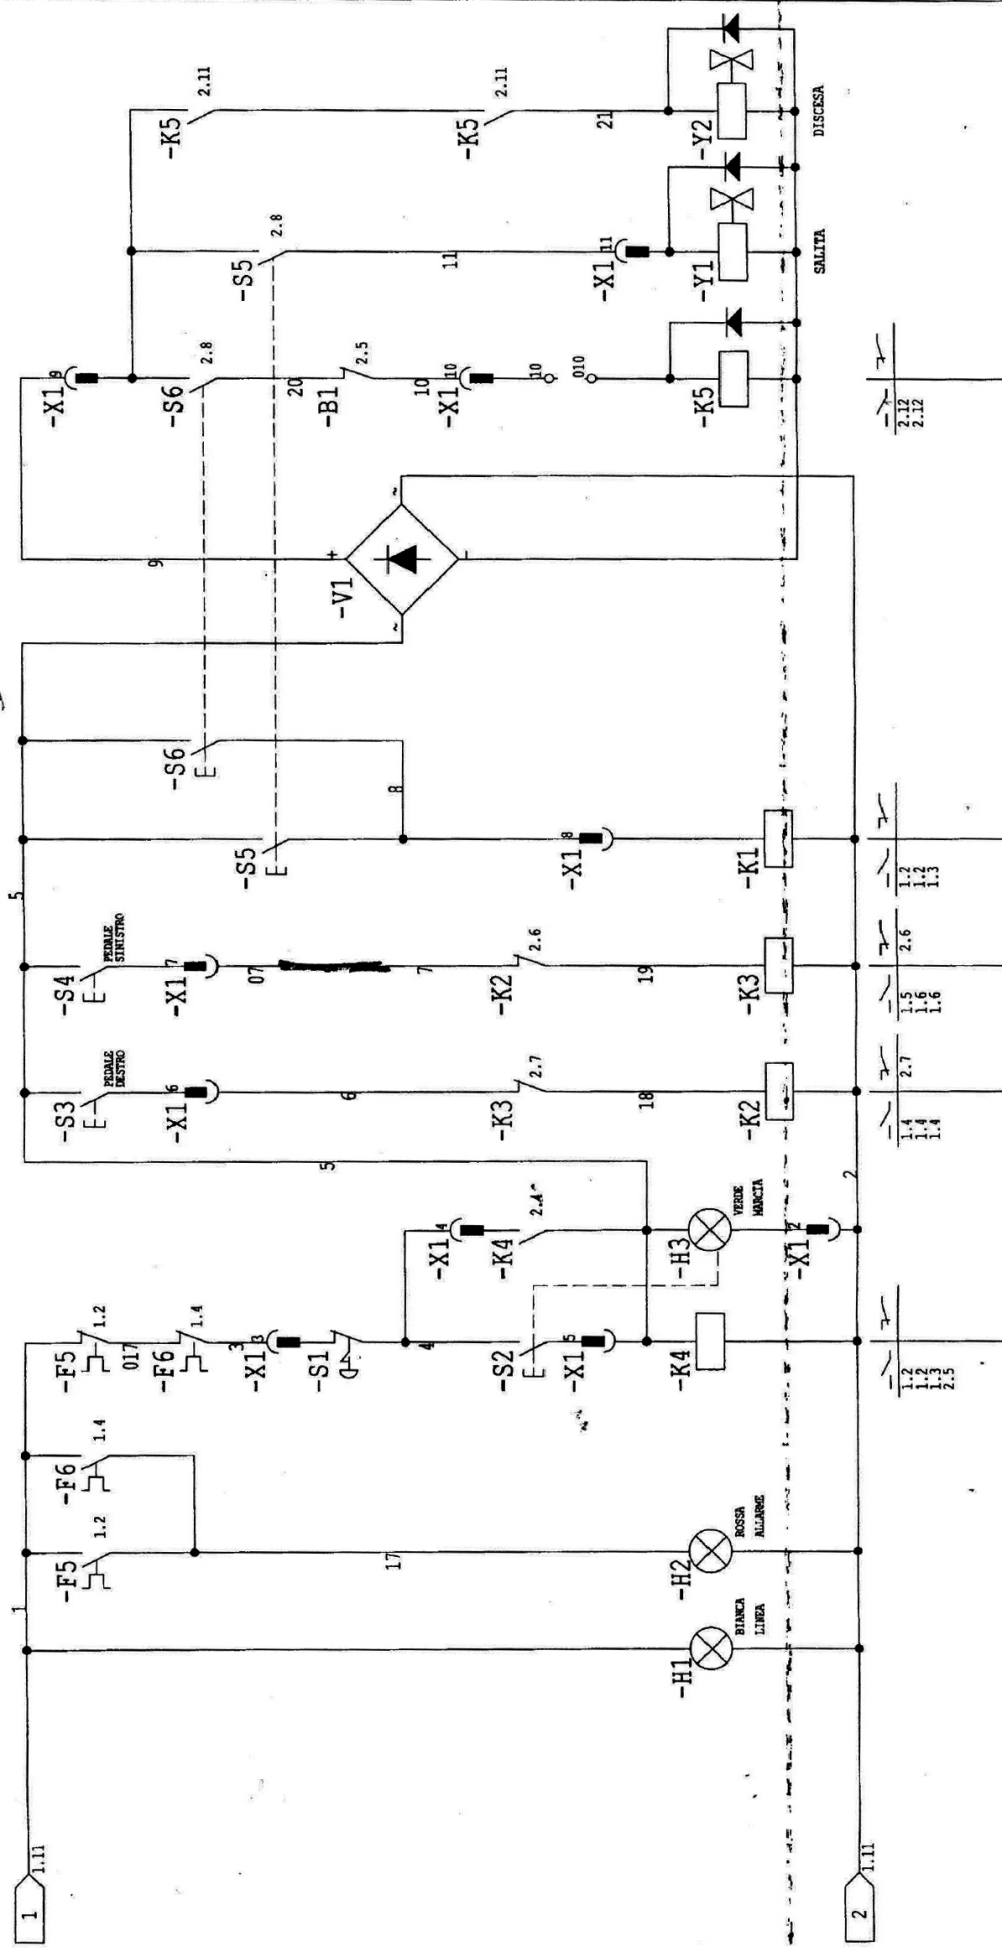 1
1.11
1
-F5
1.2
-F6
1.4
17
-H1
BIANCA
LINEA
-H2
ROSSA
ALLARME
-F5
1.2
017
-F6
1.4
3
-X1
3
-S1
4
-S2
-X1
5
-K4
-X1
4
-K4
-H3
VERDE
MARCIA
-X1
2
5
2
-S3
PEDALE
DESTRO
-X1
6
6
-K3
2.7
18
-K2
-S4
PEDALE
SINISTRO
-X1
7
07
7
-K2
2.6
19
-K3
5
-S5
-S6
8
-X1
8
-K1
-V1
~
~
+
-
9
-X1
9
-S6
2.8
20
-B1
2.5
10
-X1
10
10
010
-K5
-S5
2.8
11
-X1
11
-Y1
SALITA
-K5
2.11
-K5
2.11
21
-Y2
DISCESA
2
1.11
1.2
1.2
1.3
2.5
1.4
1.4
1.4
2.7
1.5
1.6
1.6
2.6
1.2
1.2
1.3
2.12
2.12